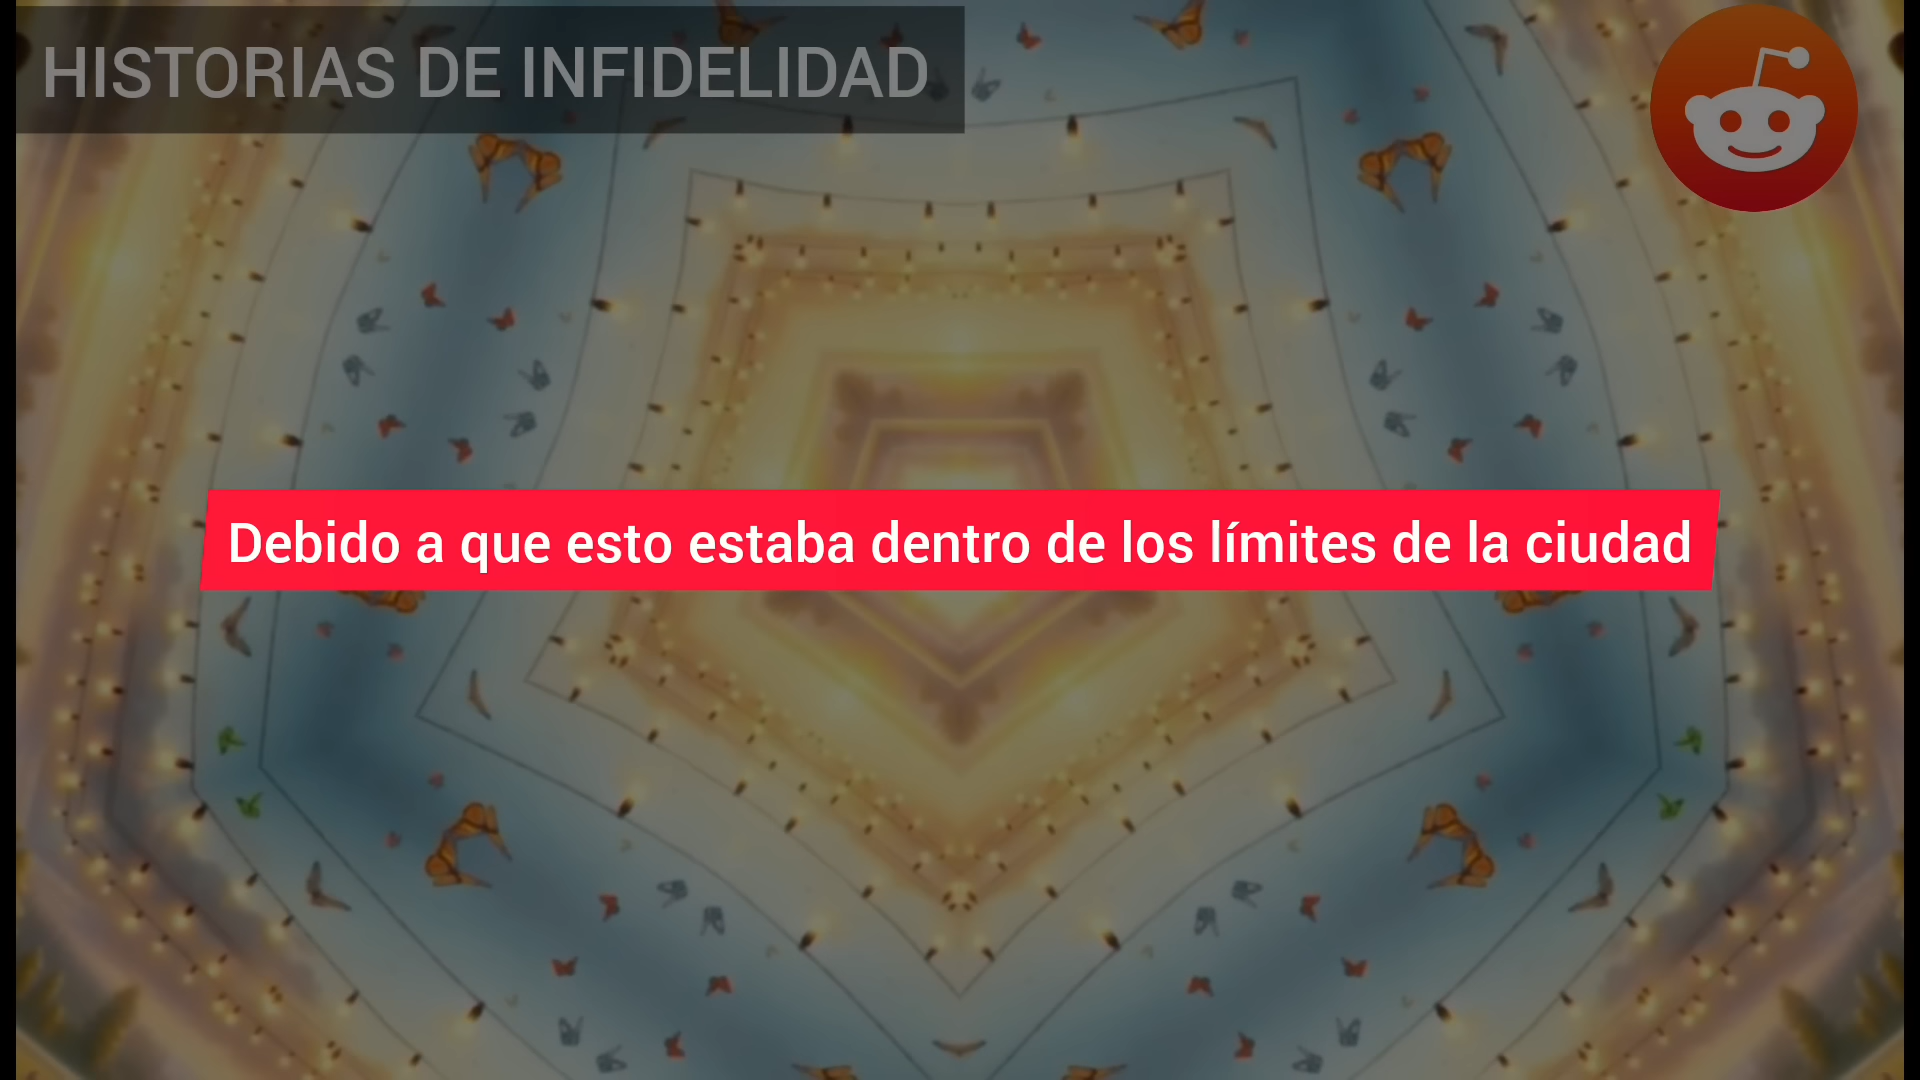 HISTORIAS DE INFIDELIDAD
Debido a que esto estaba dentro de los límites de la ciudad